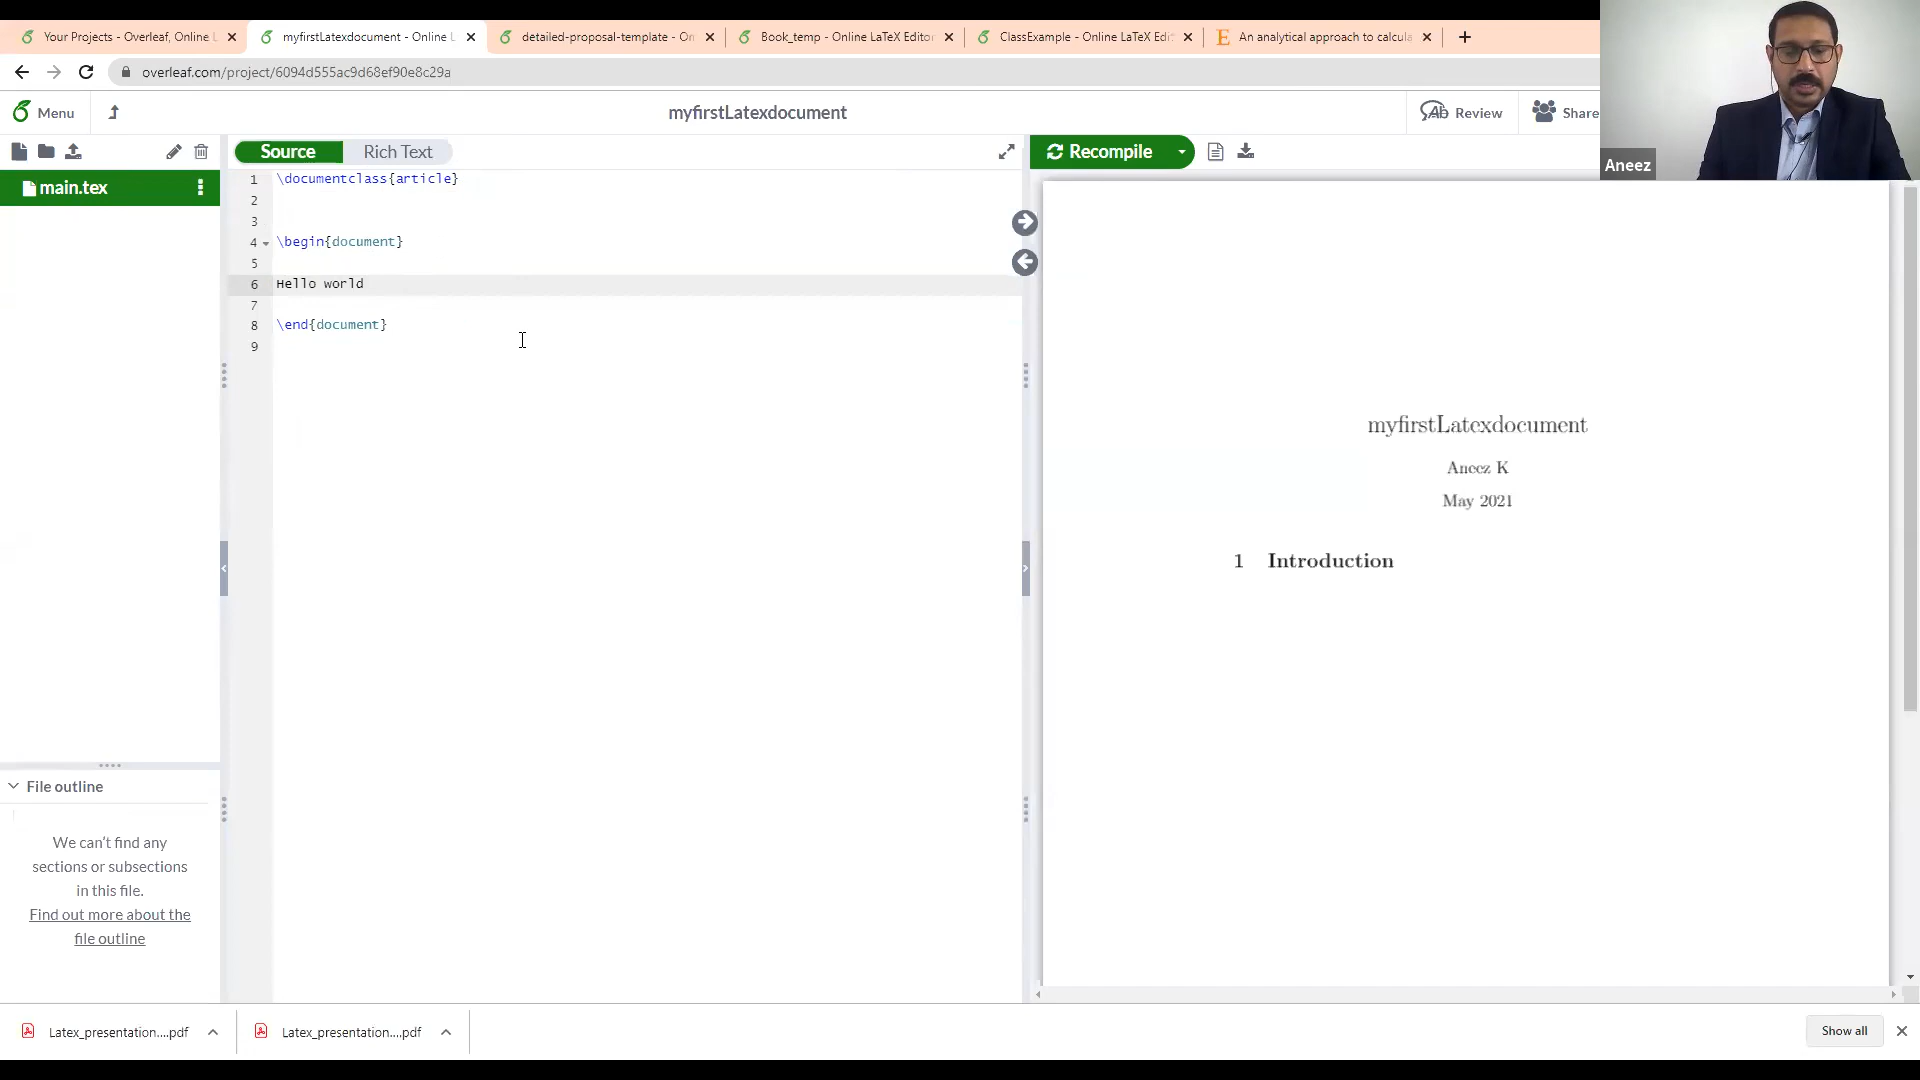 Your Projects - Overleaf, Online L
myfirstLatexdocument - Online L
detailed-proposal-template - On
Book_temp - Online LaTeX Editor
ClassExample - Online LaTeX Edit
An analytical approach to calcula
overleaf.com/project/6094d555ac9d68ef90e8c29a
Menu
myfirstLatexdocument
Review
Share
Aneez
main.tex
Source
Rich Text
Recompile
1 \documentclass{article}
2
3
4 \begin{document}
5
6 Hello world
7
8 \end{document}
9
myfirstLatexdocument
Aneez K
May 2021
1 Introduction
File outline
We can't find any
sections or subsections
in this file.
Find out more about the
file outline
Latex_presentation....pdf
Latex_presentation....pdf
Show all